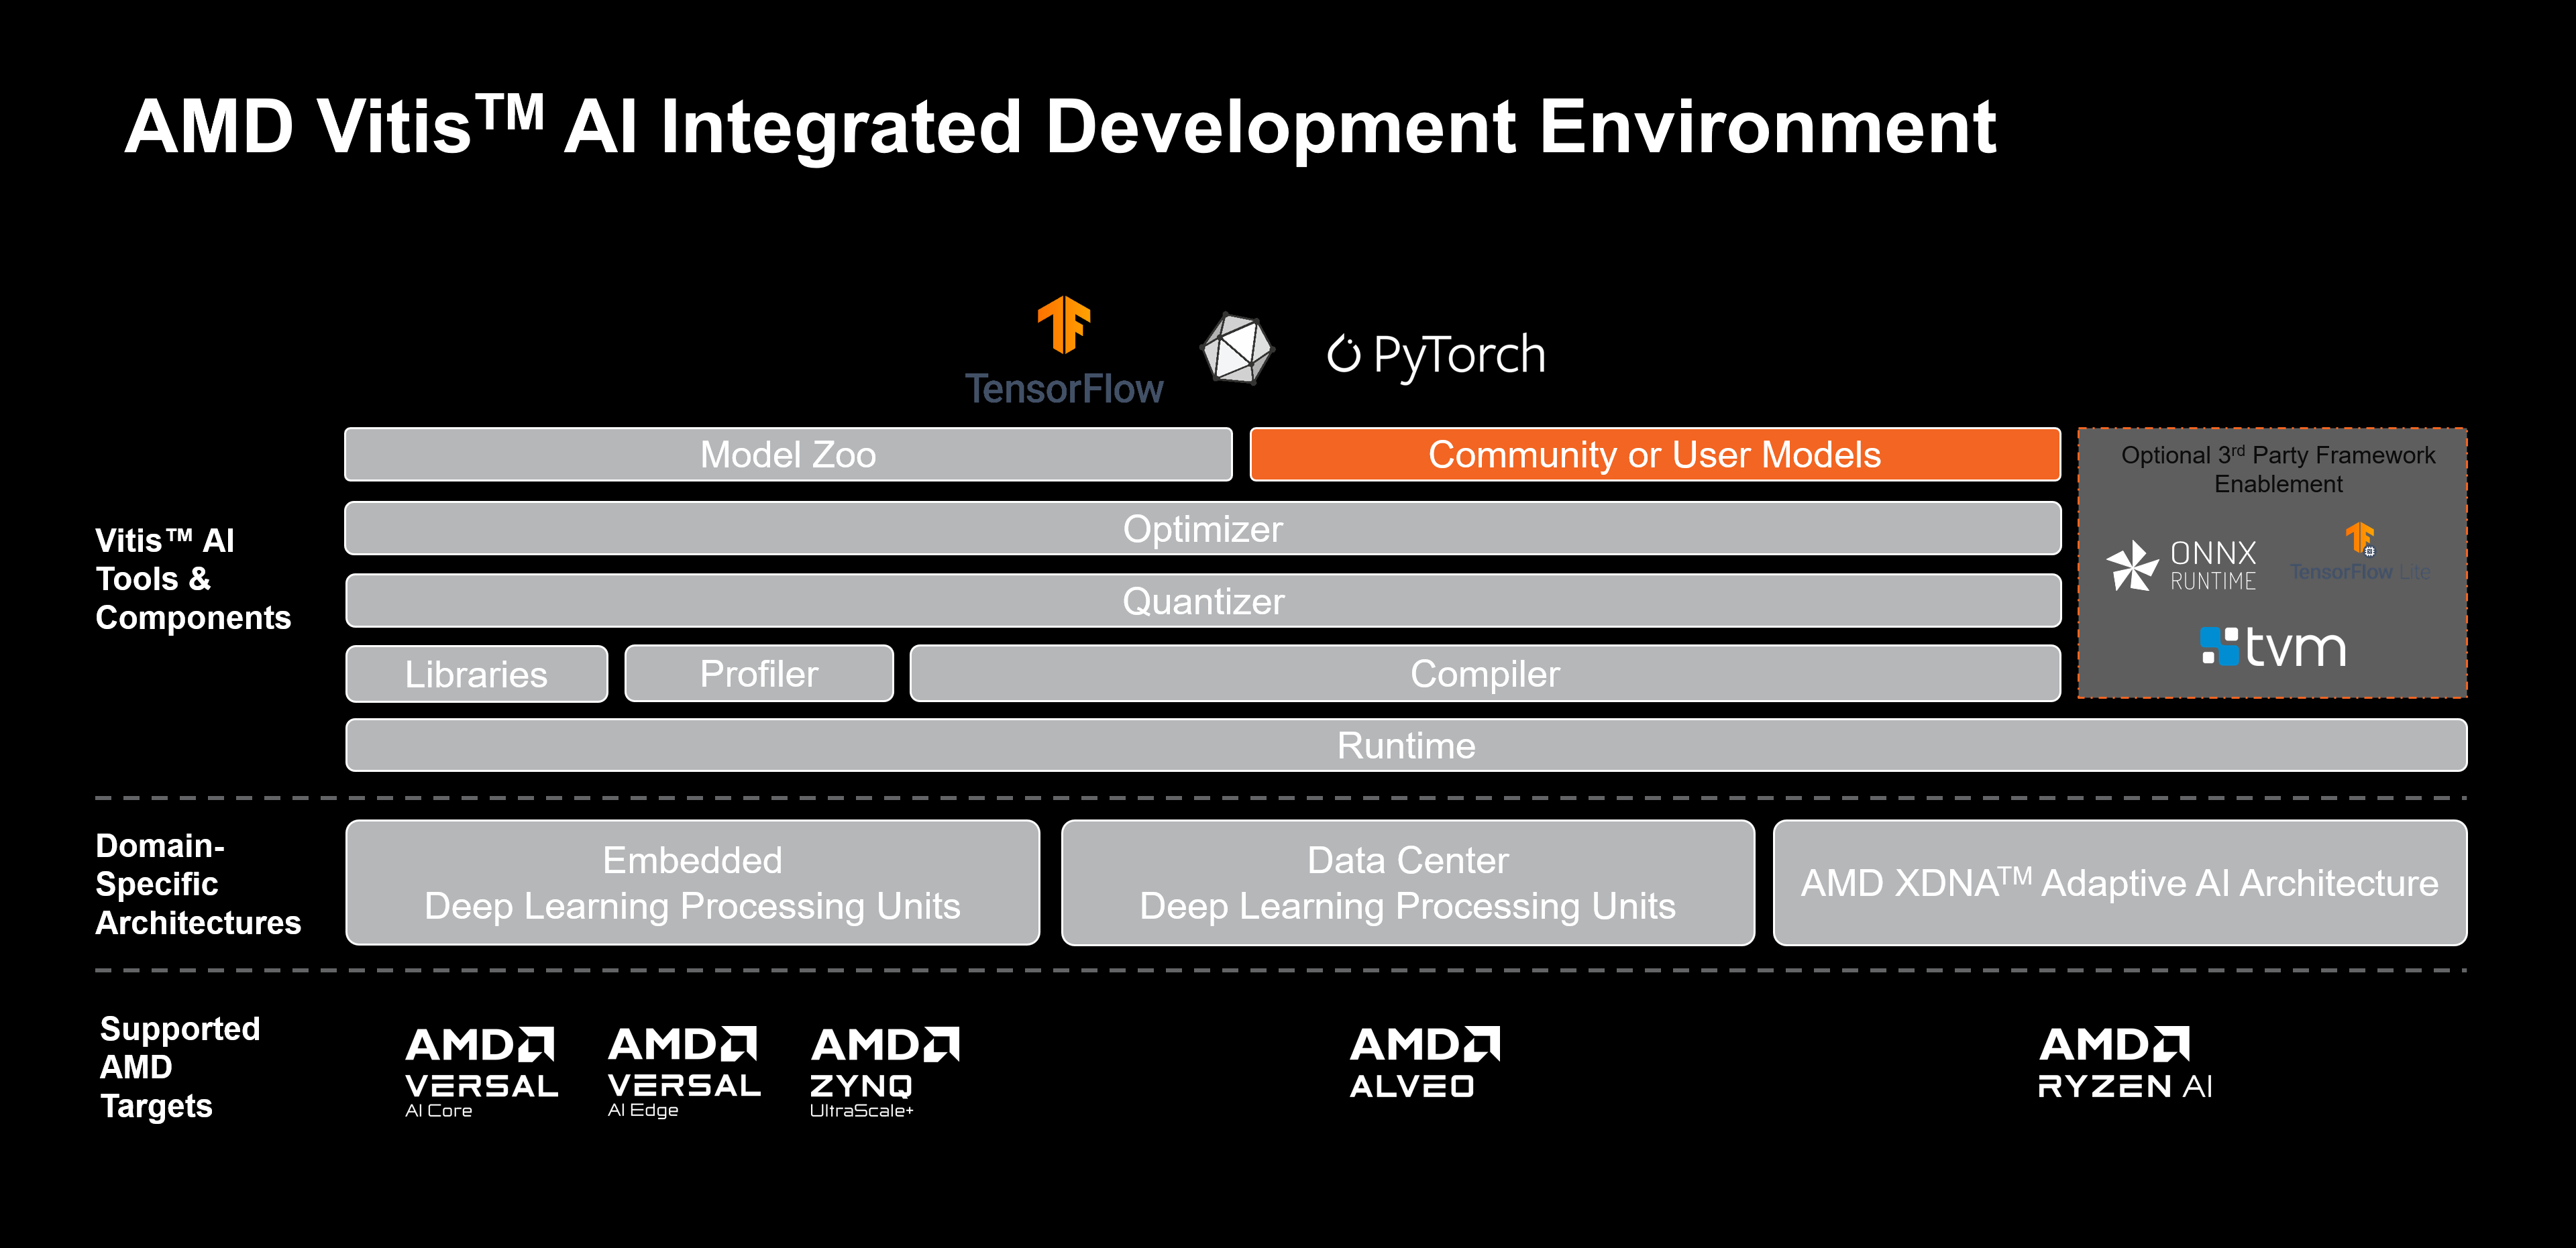 AMD Vitis™ AI Integrated Development Environment
TensorFlow
PyTorch
Model Zoo
Community or User Models
Optional 3rd Party Framework
Enablement
Vitis™ AI
Tools &
Components
Optimizer
ONNX
RUNTIME
TensorFlow Lite
Quantizer
tvm
Libraries
Profiler
Compiler
Runtime
Domain-
Specific
Architectures
Embedded
Deep Learning Processing Units
Data Center
Deep Learning Processing Units
AMD XDNA™ Adaptive AI Architecture
Supported
AMD
Targets
AMD
VERSAL
AI Core
AMD
VERSAL
AI Edge
AMD
ZYNQ
UltraScale+
AMD
ALVEO
AMD
RYZEN AI